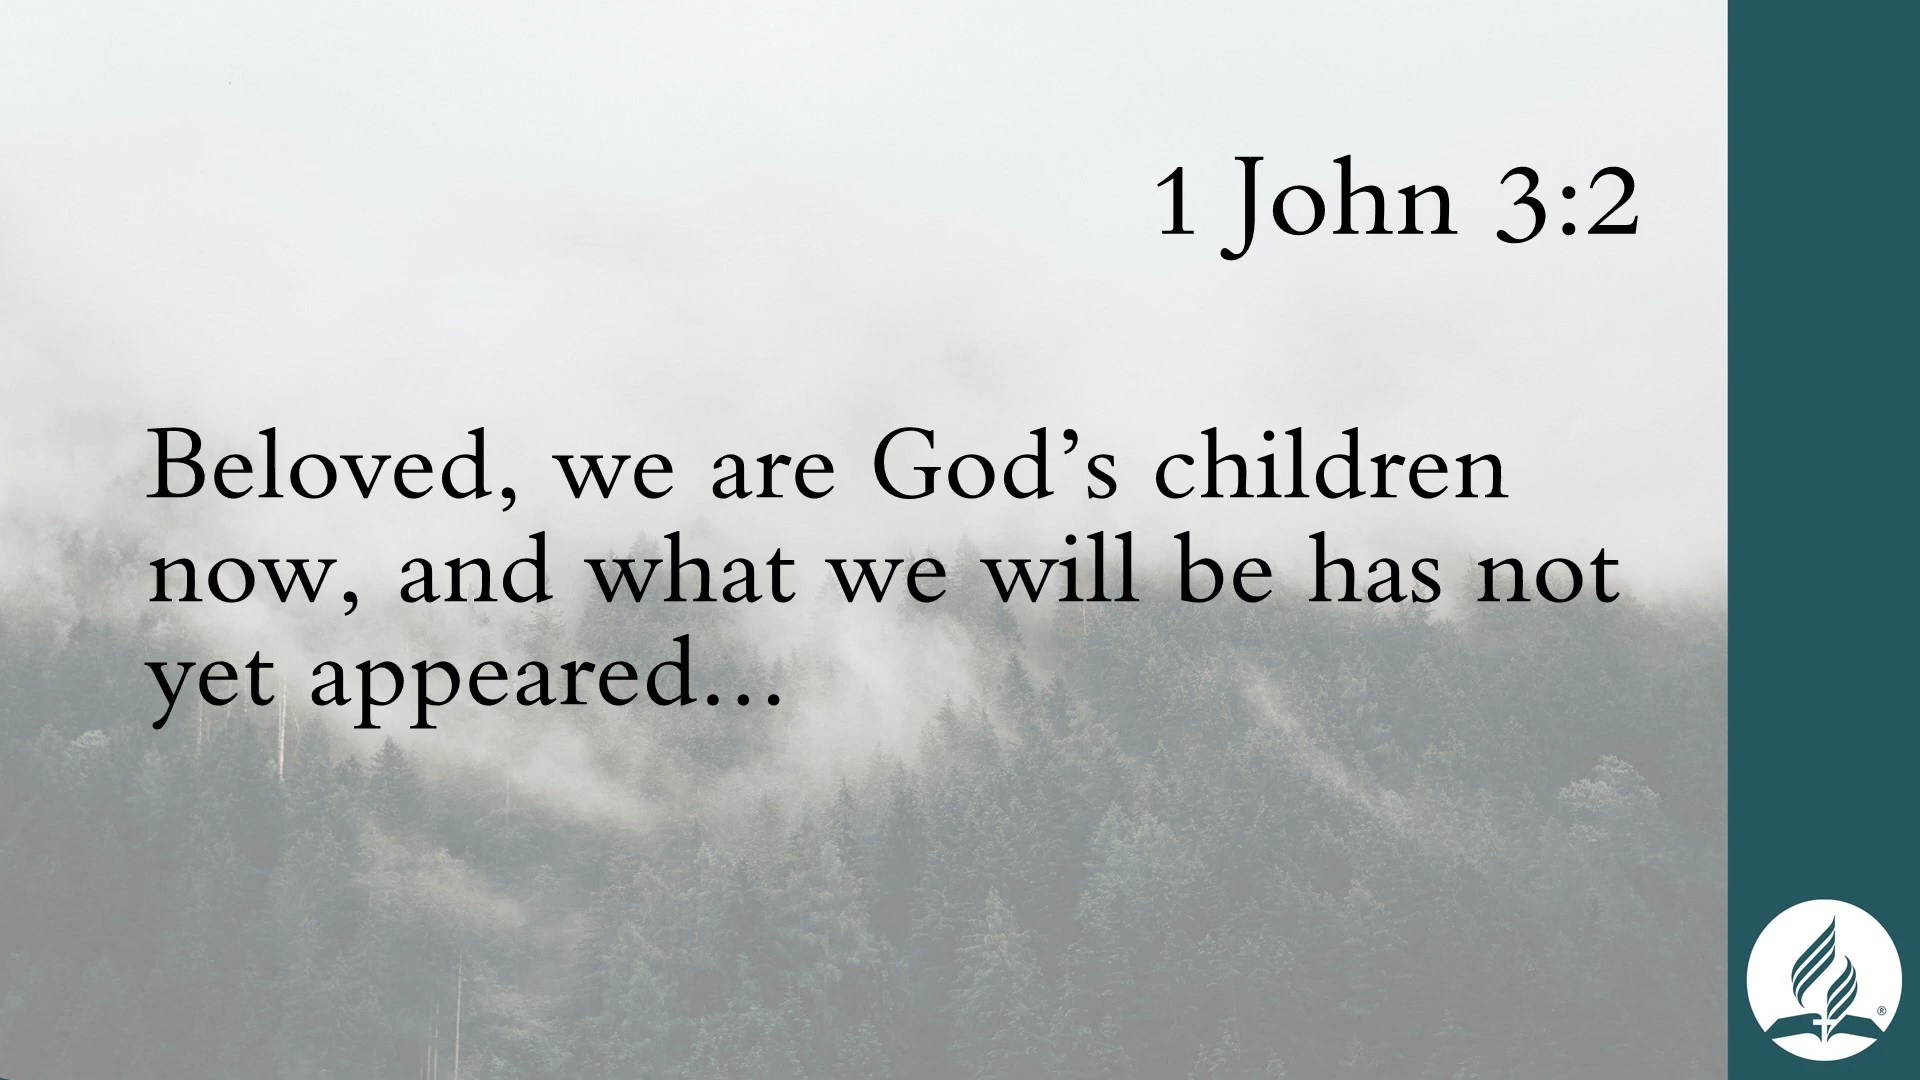 1 John 3:2
Beloved, we are God’s children
now, and what we will be has not
yet appeared...
®